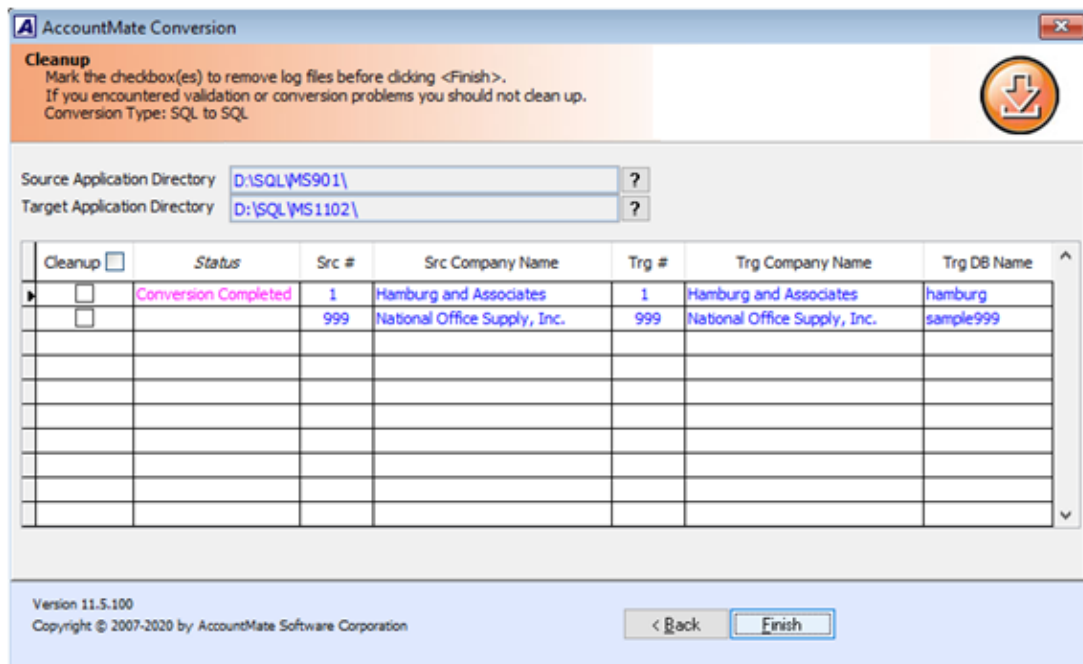 AccountMate Conversion
Cleanup
Mark the checkbox(es) to remove log files before clicking <Finish>.
If you encountered validation or conversion problems you should not clean up.
Conversion Type: SQL to SQL
Source Application Directory D:\SQL\MS901\ ?
Target Application Directory D:\SQL\MS1102\ ?
Cleanup Status Src # Src Company Name Trg # Trg Company Name Trg DB Name
Conversion Completed 1 Hamburg and Associates 1 Hamburg and Associates hamburg
999 National Office Supply, Inc. 999 National Office Supply, Inc. sample999
Version 11.5.100
Copyright © 2007-2020 by AccountMate Software Corporation
< Back Finish